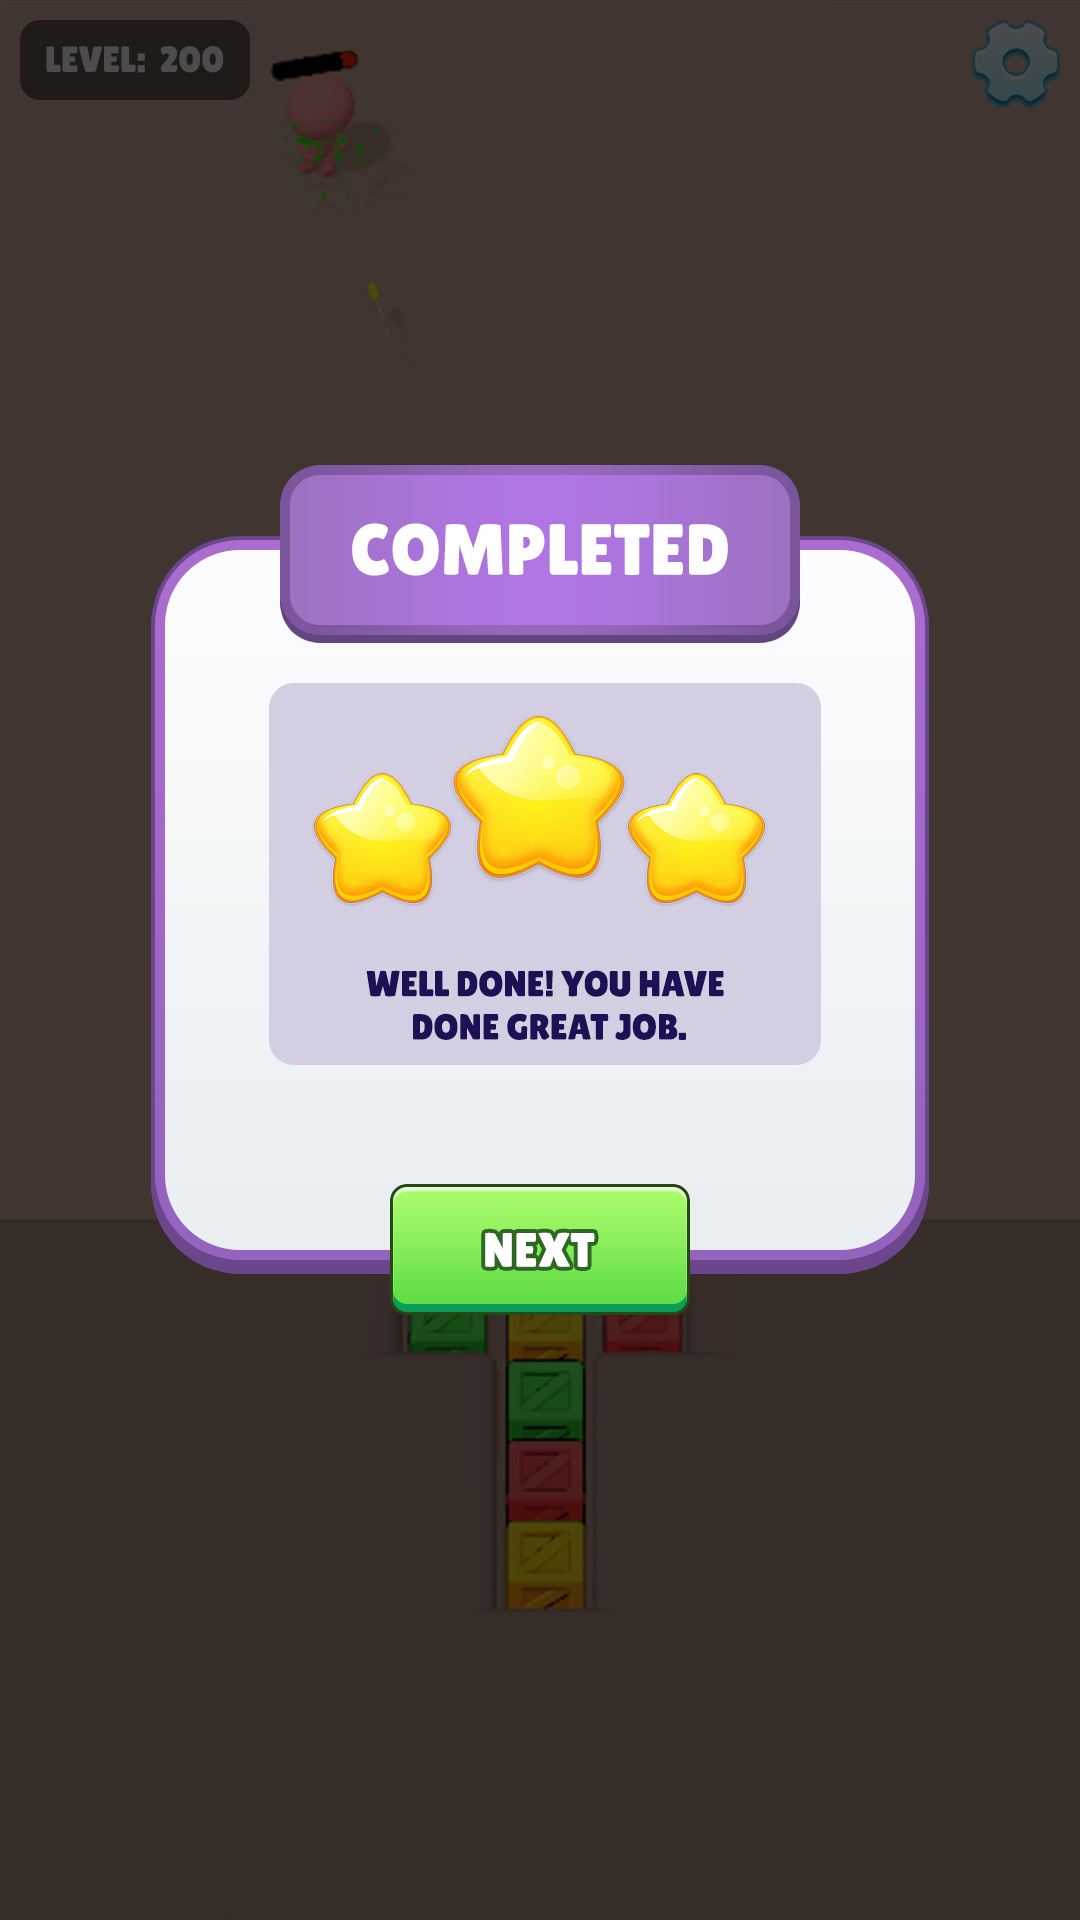 LEVEL: 200
COMPLETED
WELL DONE! YOU HAVE
DONE GREAT JOB.
NEXT